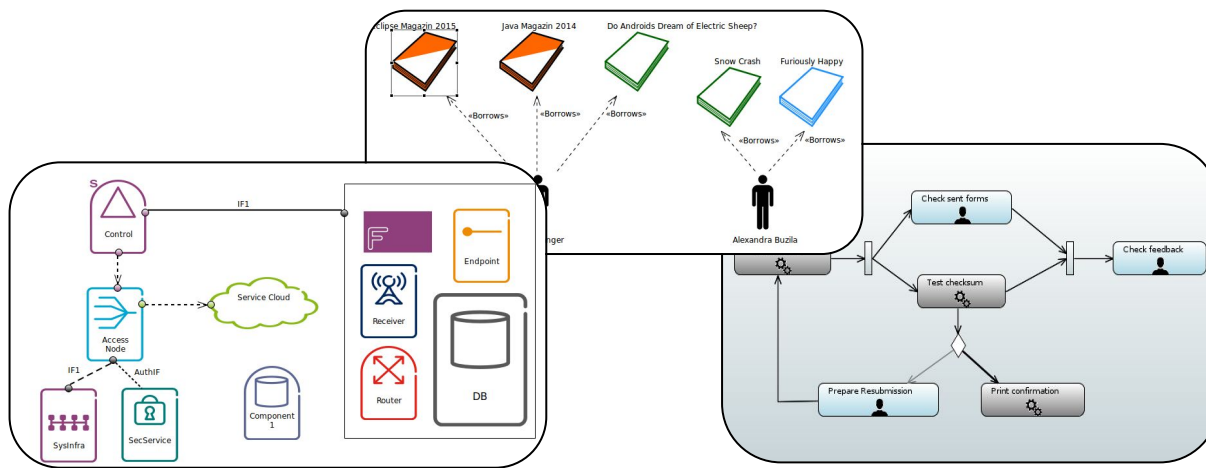 clipse Magazin 2015
Java Magazin 2014
Do Androids Dream of Electric Sheep?
Snow Crash
Furiously Happy
«Borrows»
«Borrows»
«Borrows»
«Borrows»
«Borrows»
nger
Alexandra Buzila
S
Control
IF1
F
Endpoint
Receiver
Service Cloud
Access
Node
IF1
AuthIF
Router
DB
Component
1
SysInfra
SecService
Check sent forms
Check feedback
Test checksum
Prepare Resubmission
Print confirmation